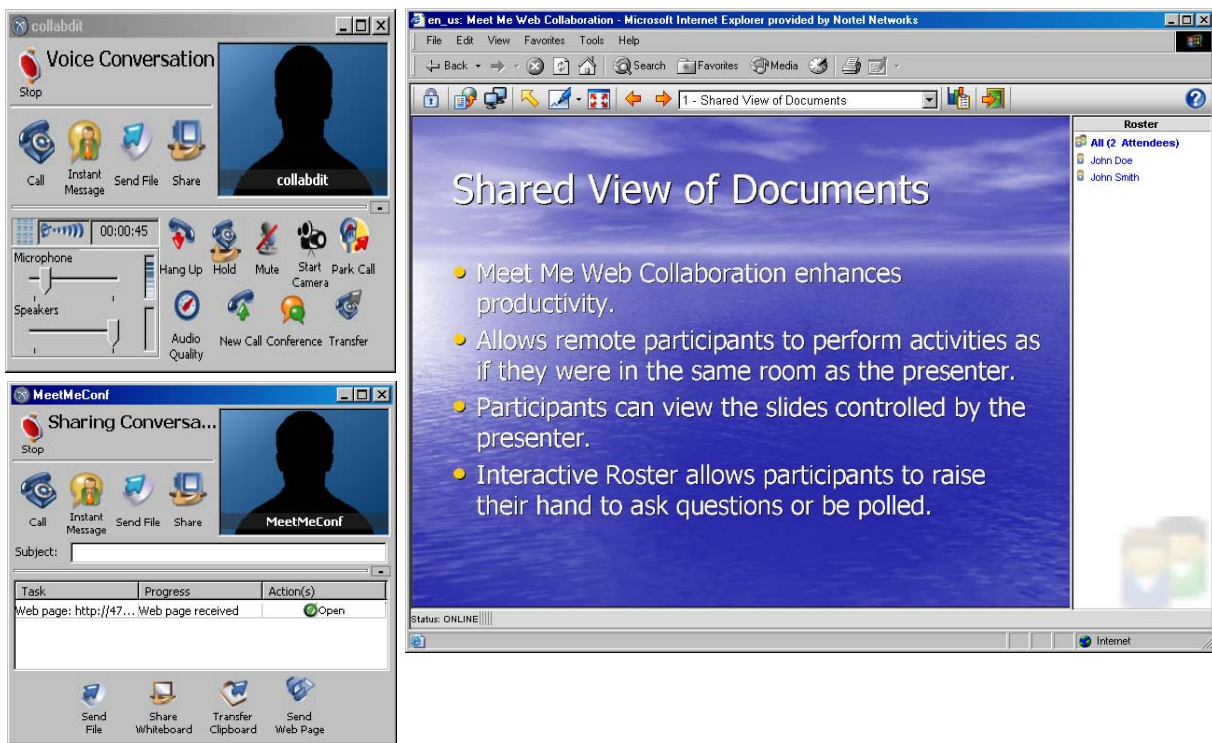 collabdit
Voice Conversation
Stop
Call
Instant
Message
Send File
Share
collabdit
00:00:45
Microphone
Speakers
Hang Up
Hold
Mute
Start
Camera
Park Call
Audio
Quality
New Call
Conference
Transfer
MeetMeConf
Sharing Conversa...
Stop
Call
Instant
Message
Send File
Share
MeetMeConf
Subject:
Task Progress Action(s)
Web page: http://47... Web page received Open
Send
File
Share
Whiteboard
Transfer
Clipboard
Send
Web Page
en_us: Meet Me Web Collaboration - Microsoft Internet Explorer provided by Nortel Networks
File Edit View Favorites Tools Help
Back Search Favorites Media
1 - Shared View of Documents
Shared View of Documents
Meet Me Web Collaboration enhances
productivity.
Allows remote participants to perform activities as
if they were in the same room as the presenter.
Participants can view the slides controlled by the
presenter.
Interactive Roster allows participants to raise
their hand to ask questions or be polled.
Roster
All (2 Attendees)
John Doe
John Smith
Status: ONLINE
Internet